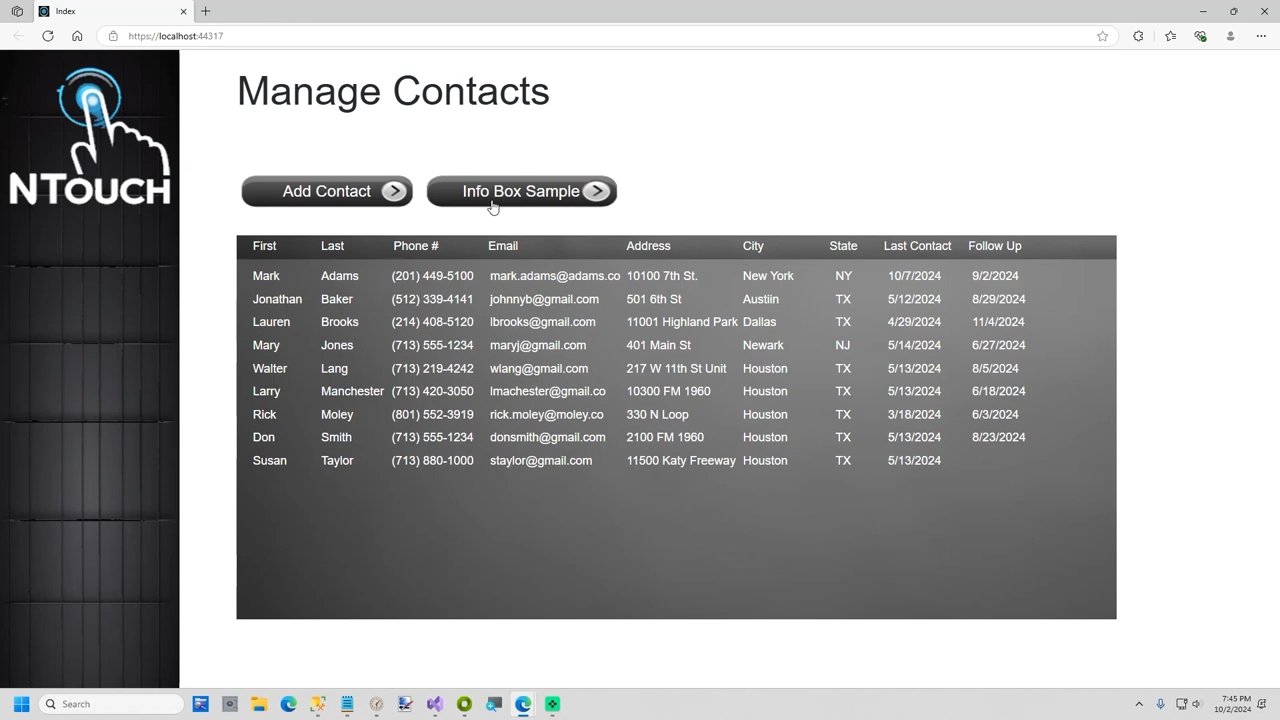 Index
https://localhost:44317
NTOUCH
Manage Contacts
Add Contact
Info Box Sample
First Last Phone # Email Address City State Last Contact Follow Up
Mark Adams (201) 449-5100 mark.adams@adams.co 10100 7th St. New York NY 10/7/2024 9/2/2024
Jonathan Baker (512) 339-4141 johnnyb@gmail.com 501 6th St Austiin TX 5/12/2024 8/29/2024
Lauren Brooks (214) 408-5120 lbrooks@gmail.com 11001 Highland Park Dallas TX 4/29/2024 11/4/2024
Mary Jones (713) 555-1234 maryj@gmail.com 401 Main St Newark NJ 5/14/2024 6/27/2024
Walter Lang (713) 219-4242 wlang@gmail.com 217 W 11th St Unit Houston TX 5/13/2024 8/5/2024
Larry Manchester (713) 420-3050 lmachester@gmail.co 10300 FM 1960 Houston TX 5/13/2024 6/18/2024
Rick Moley (801) 552-3919 rick.moley@moley.co 330 N Loop Houston TX 3/18/2024 6/3/2024
Don Smith (713) 555-1234 donsmith@gmail.com 2100 FM 1960 Houston TX 5/13/2024 8/23/2024
Susan Taylor (713) 880-1000 staylor@gmail.com 11500 Katy Freeway Houston TX 5/13/2024
Search
7:45 PM
10/2/2024